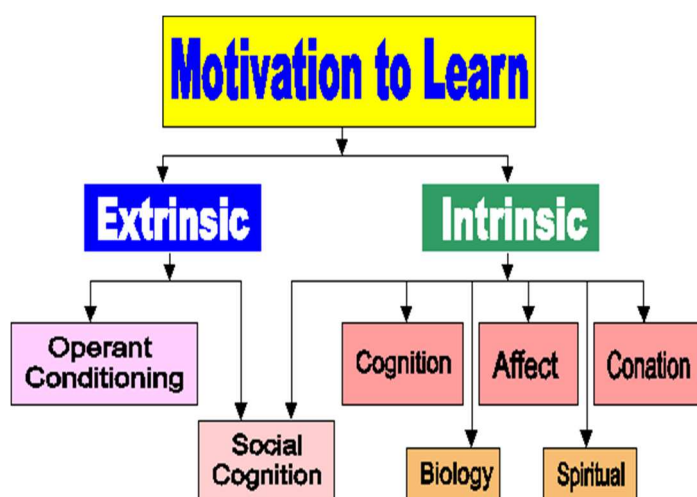 Motivation to Learn
Extrinsic
Intrinsic
Operant
Conditioning
Cognition
Affect
Conation
Social
Cognition
Biology
Spiritual